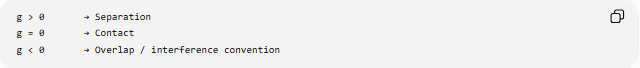 g > 0      → Separation
g = 0      → Contact
g < 0      → Overlap / interference convention